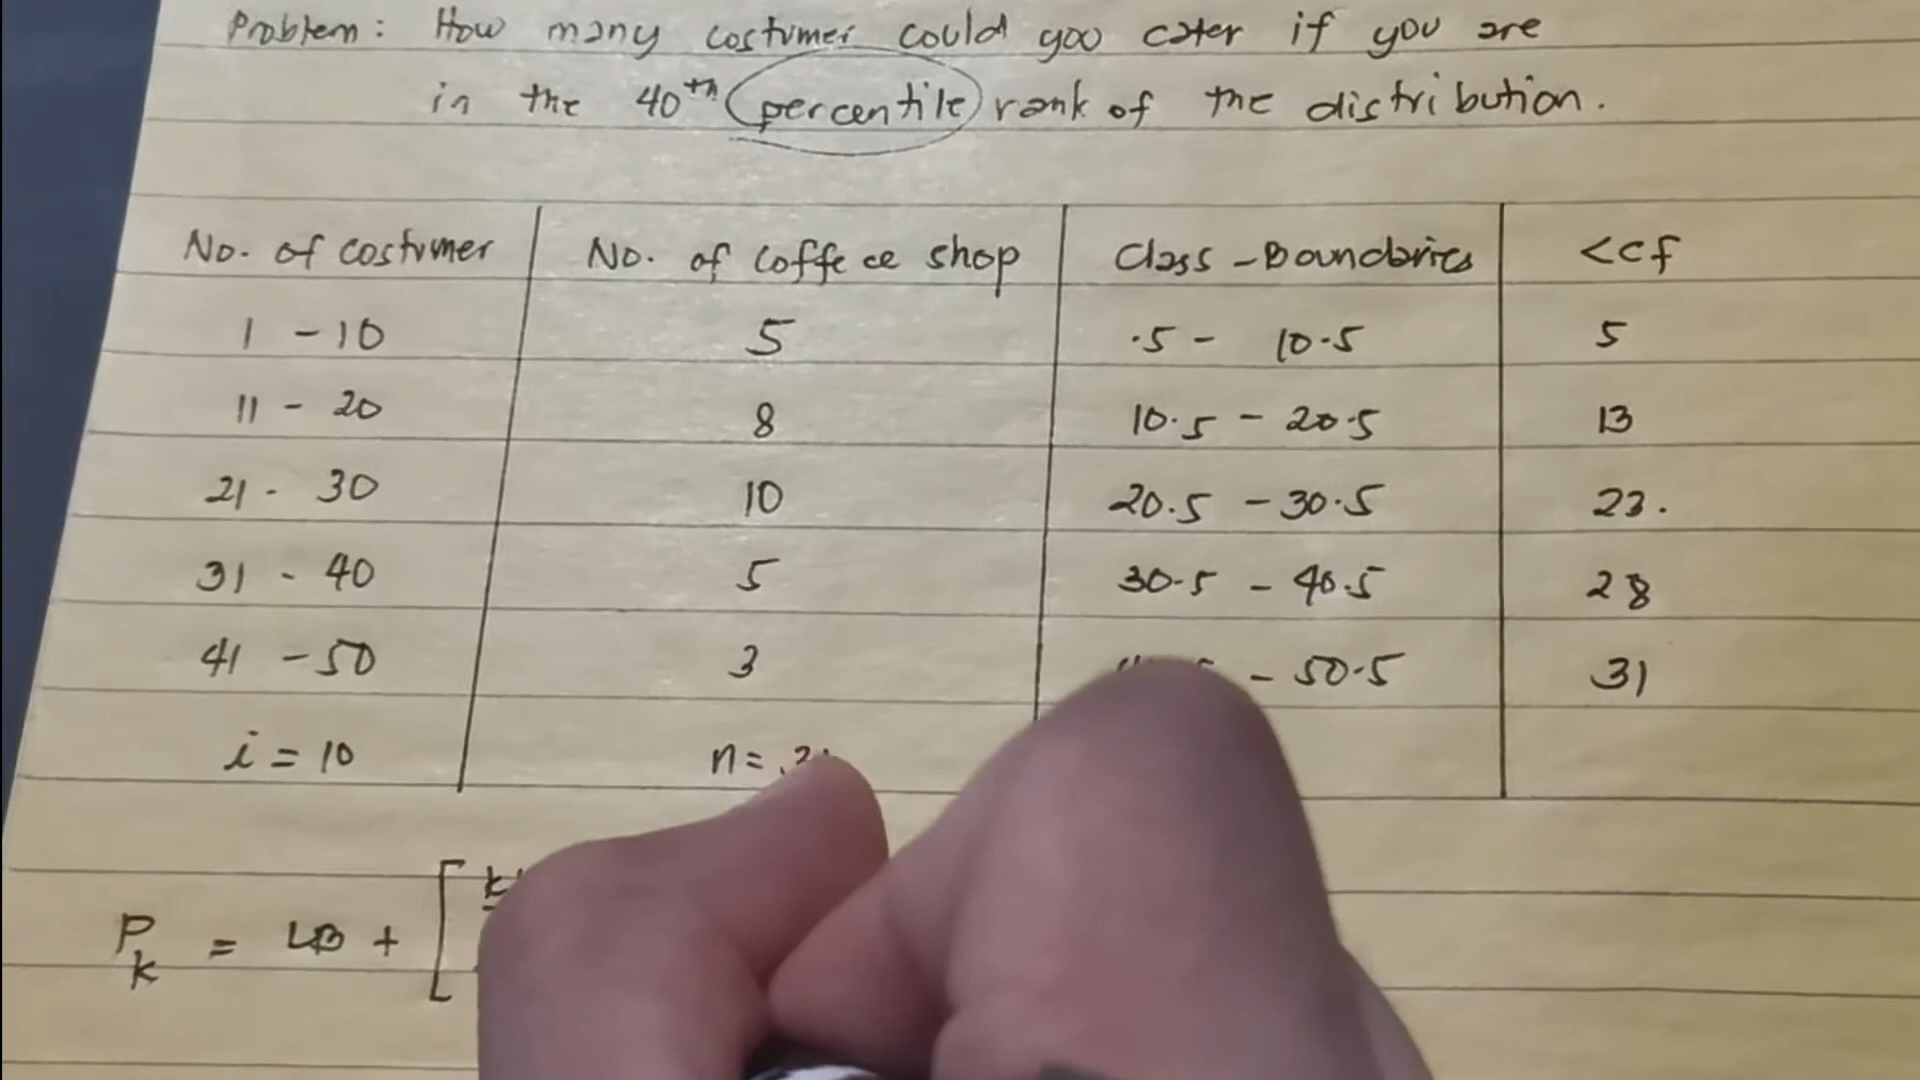 Problem: How many costumer could you cater if you are
in the 40th percentile rank of the distribution.
No. of costumer No. of coffece shop Class-Boundaries <cf
1 - 10 5 .5 - 10.5 5
11 - 20 8 10.5 - 20.5 13
21 - 30 10 20.5 - 30.5 23.
31 - 40 5 30.5 - 40.5 28
41 - 50 3 - 50.5 31
i = 10 n =
Pk = LB + [